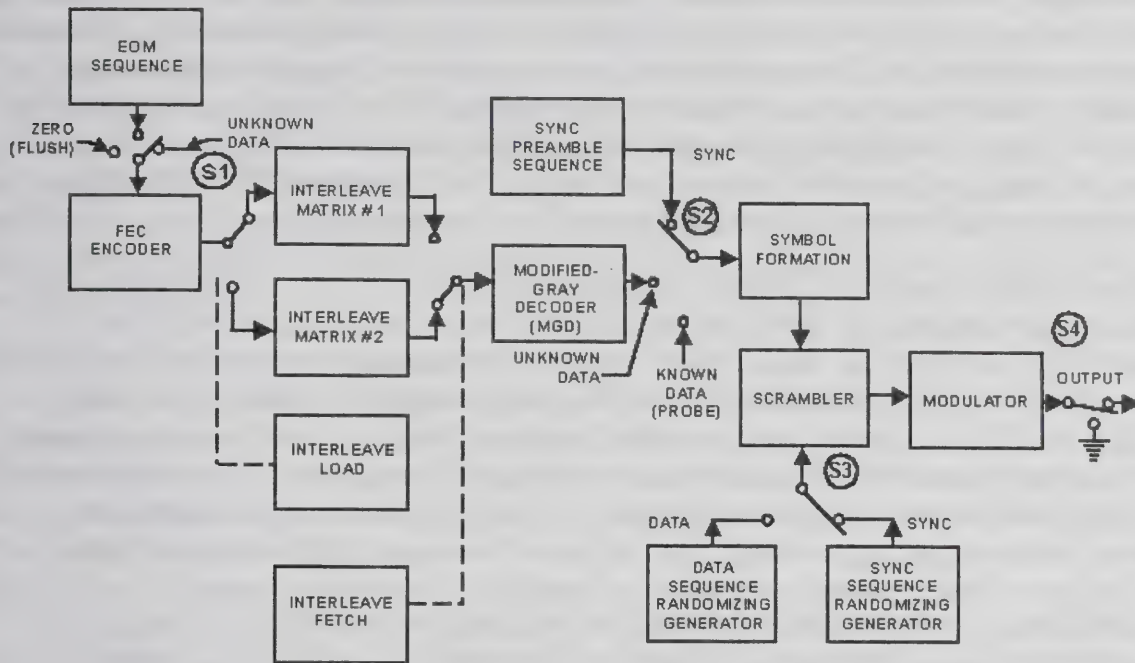 EOM
SEQUENCE
ZERO
(FLUSH)
UNKNOWN
DATA
S1
FEC
ENCODER
INTERLEAVE
MATRIX # 1
INTERLEAVE
MATRIX #2
INTERLEAVE
LOAD
INTERLEAVE
FETCH
SYNC
PREAMBLE
SEQUENCE
SYNC
S2
MODIFIED-
GRAY
DECODER
(MGD)
UNKNOWN
DATA
KNOWN
DATA
(PROBE)
SYMBOL
FORMATION
SCRAMBLER
MODULATOR
S4
OUTPUT
S3
DATA
SYNC
DATA
SEQUENCE
RANDOMIZING
GENERATOR
SYNC
SEQUENCE
RANDOMIZING
GENERATOR